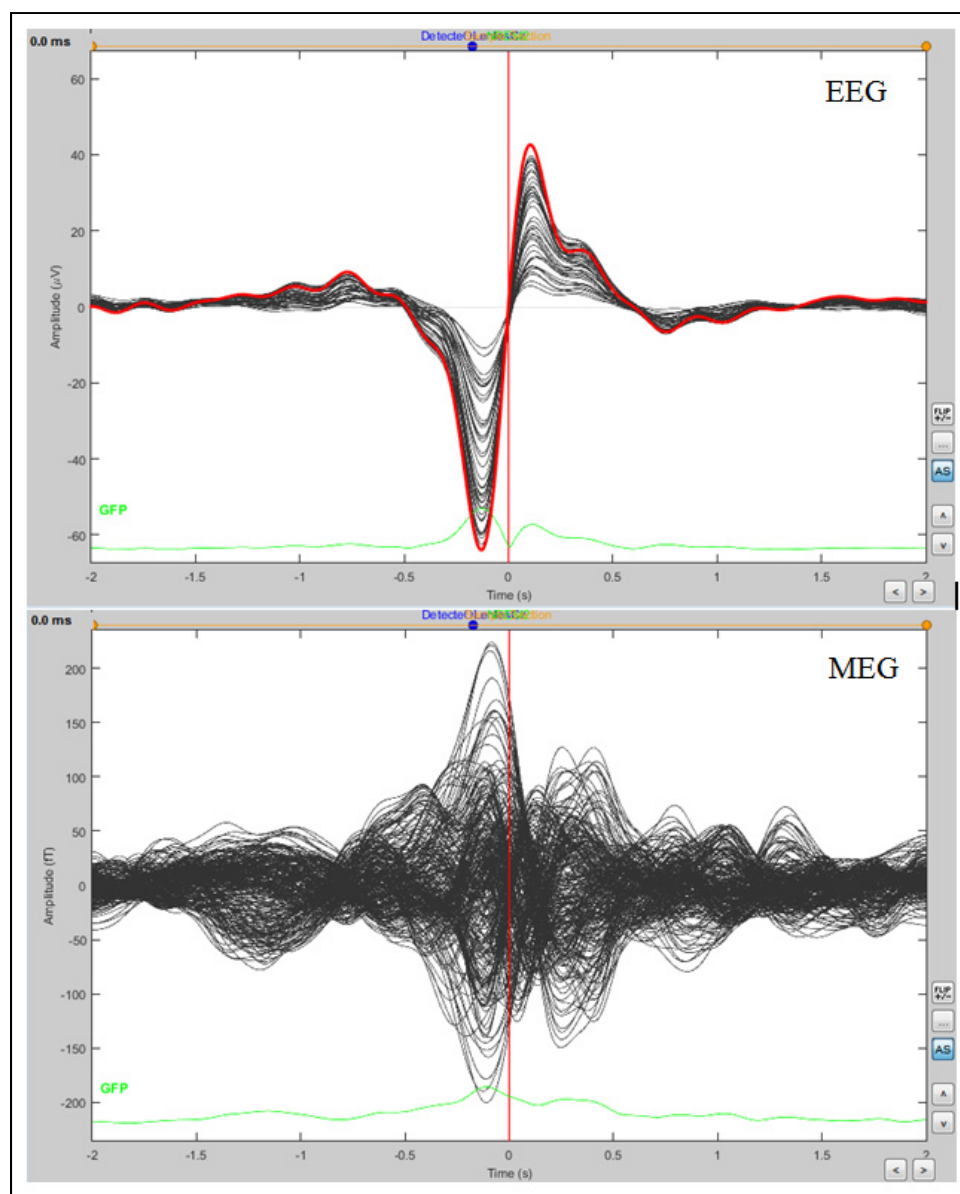 0.0 ms
EEG
60
40
20
0
-20
-40
-60
Amplitude (µV)
GFP
FLIP
+/−
...
AS
^
v
-2 -1.5 -1 -0.5 0 0.5 1 1.5 2
Time (s)
< >
0.0 ms
MEG
200
150
100
50
0
-50
-100
-150
-200
Amplitude (fT)
GFP
FLIP
+/−
...
AS
^
v
-2 -1.5 -1 -0.5 0 0.5 1 1.5 2
Time (s)
< >